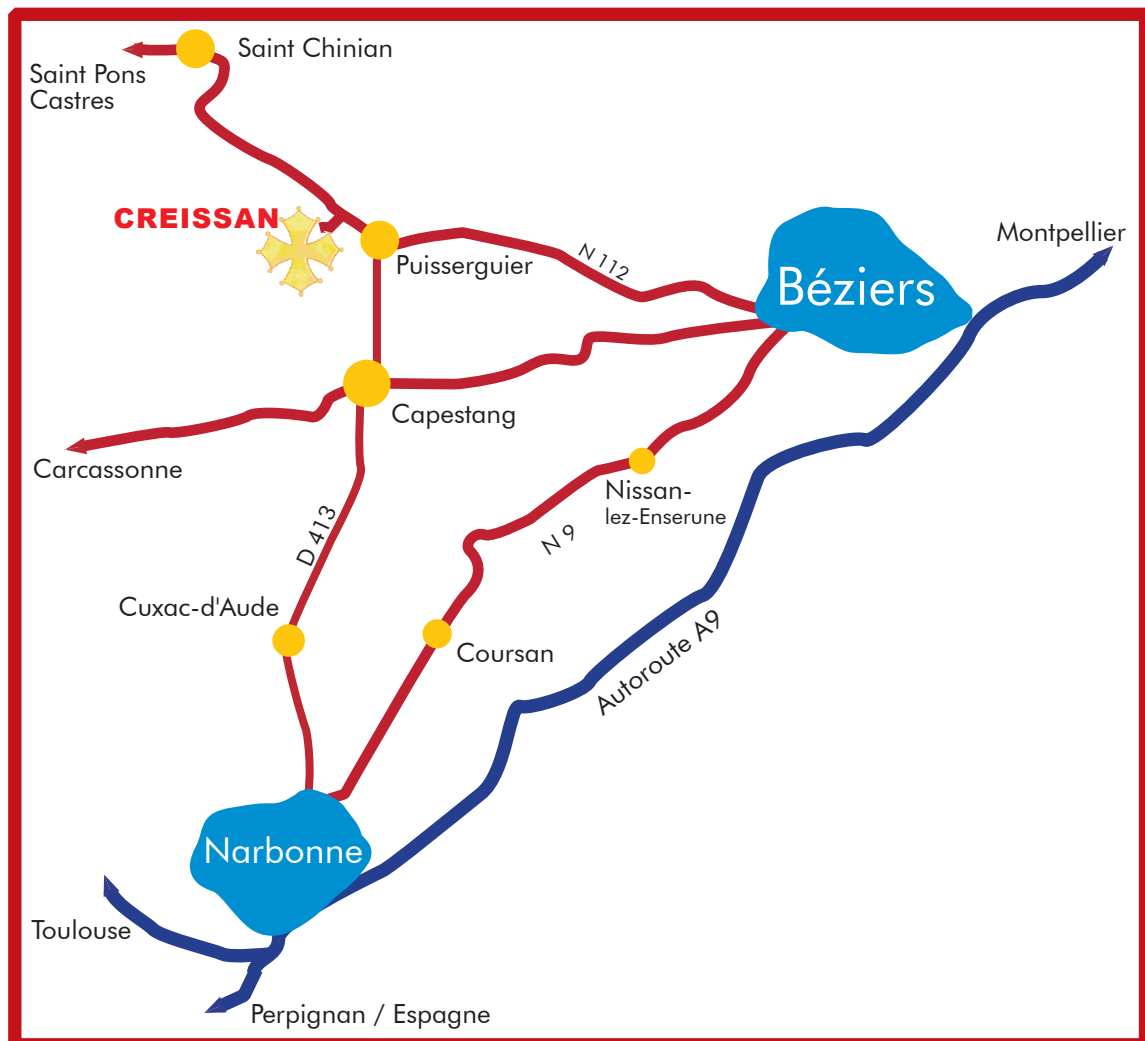 Saint Chinian
Saint Pons
Castres
CREISSAN
Puisserguier
N 112
Béziers
Montpellier
Capestang
Carcassonne
Nissan-
lez-Enserune
D 413
N 9
Cuxac-d'Aude
Coursan
Autoroute A9
Narbonne
Toulouse
Perpignan / Espagne